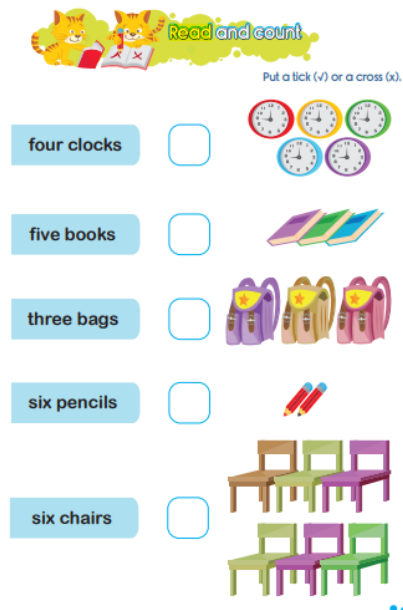 Read and count
Put a tick (√) or a cross (x).
four clocks
five books
three bags
six pencils
six chairs